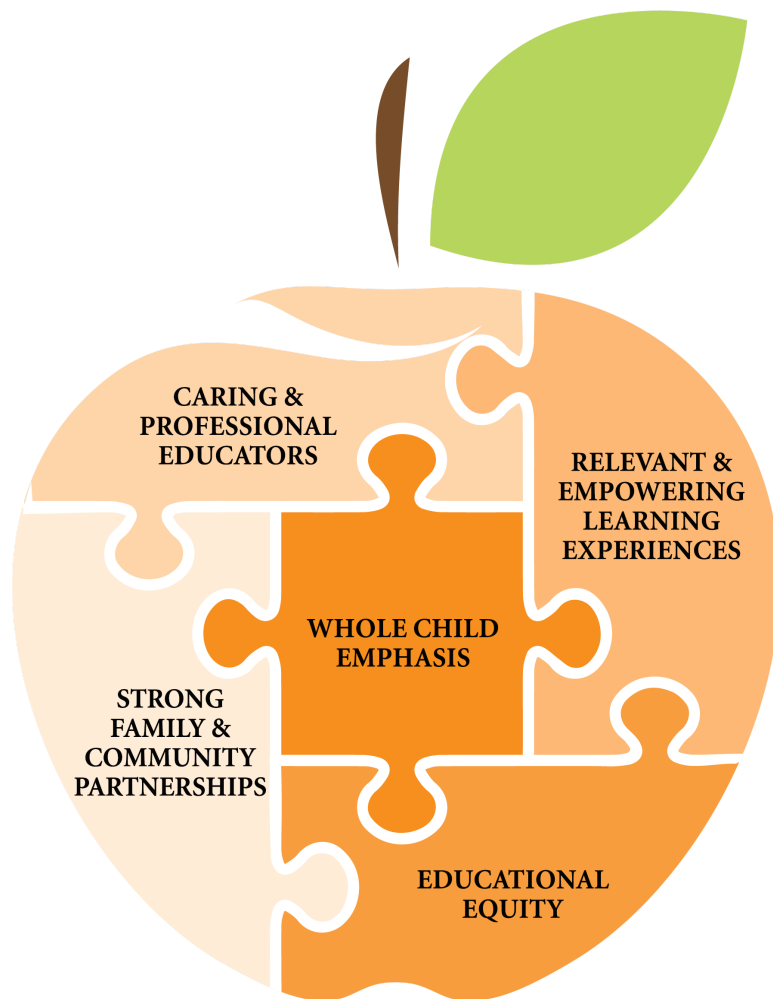 CARING &
PROFESSIONAL
EDUCATORS
RELEVANT &
EMPOWERING
LEARNING
EXPERIENCES
WHOLE CHILD
EMPHASIS
STRONG
FAMILY &
COMMUNITY
PARTNERSHIPS
EDUCATIONAL
EQUITY